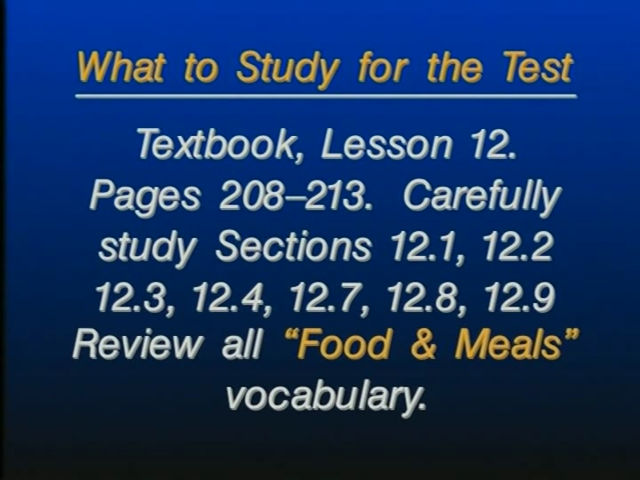 What to Study for the Test
Textbook, Lesson 12.
Pages 208–213. Carefully
study Sections 12.1, 12.2
12.3, 12.4, 12.7, 12.8, 12.9
Review all “Food & Meals”
vocabulary.